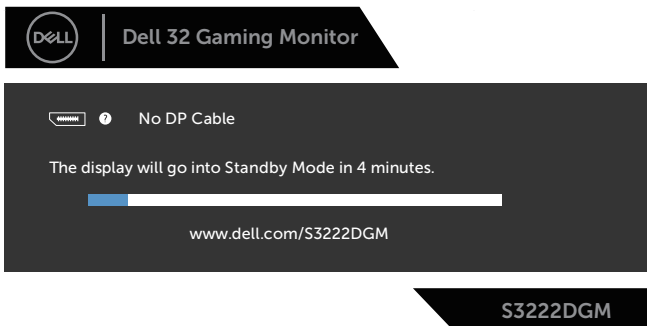 DELL
Dell 32 Gaming Monitor
? No DP Cable
The display will go into Standby Mode in 4 minutes.
www.dell.com/S3222DGM
S3222DGM